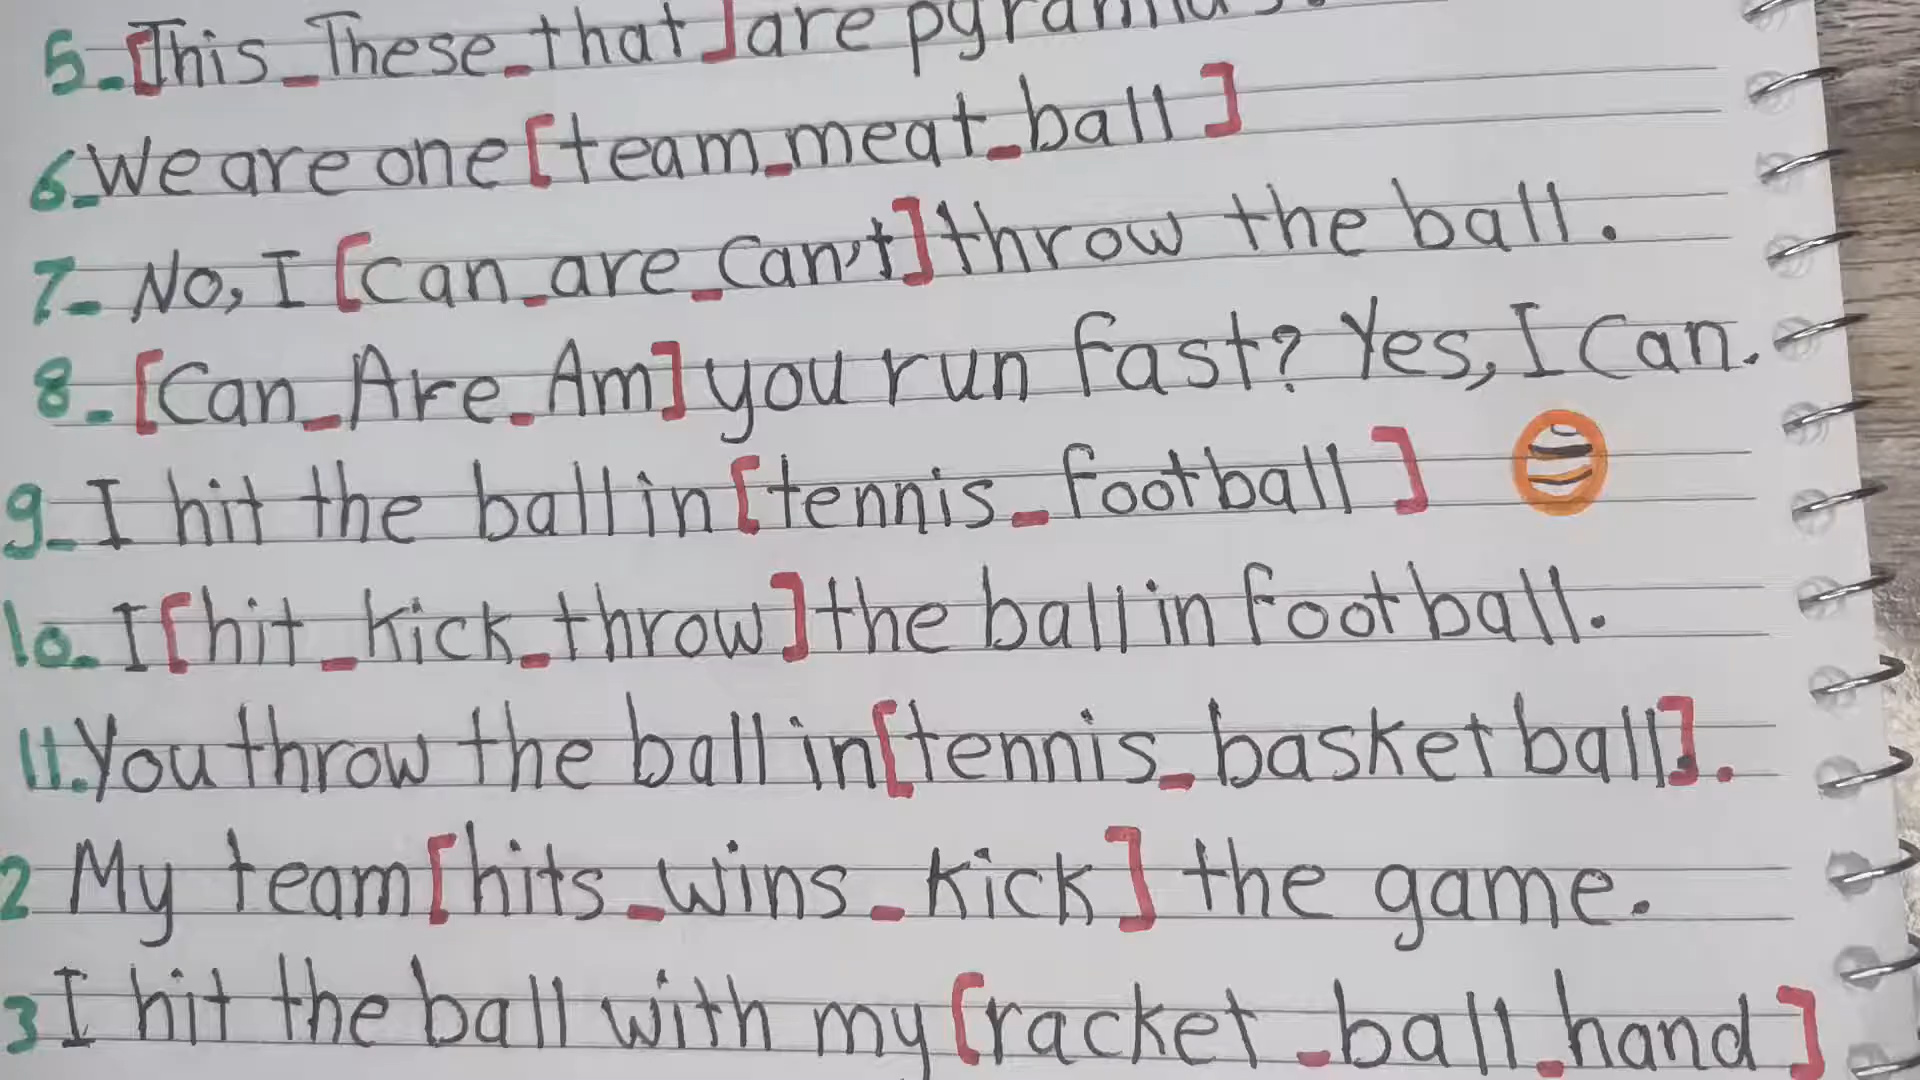 5-[This_These_that]are pyramids.
6-We are one[team_meat_ball]
7- No, I [can_are_can't]throw the ball.
8-[Can_Are_Am]you run fast? Yes, I can.
9-I hit the ball in[tennis_football]
10-I[hit_kick_throw]the ball in football.
11.You throw the ball in[tennis_basketball].
2 My team[hits_wins_kick] the game.
3 I hit the ball with my[racket_ball_hand]